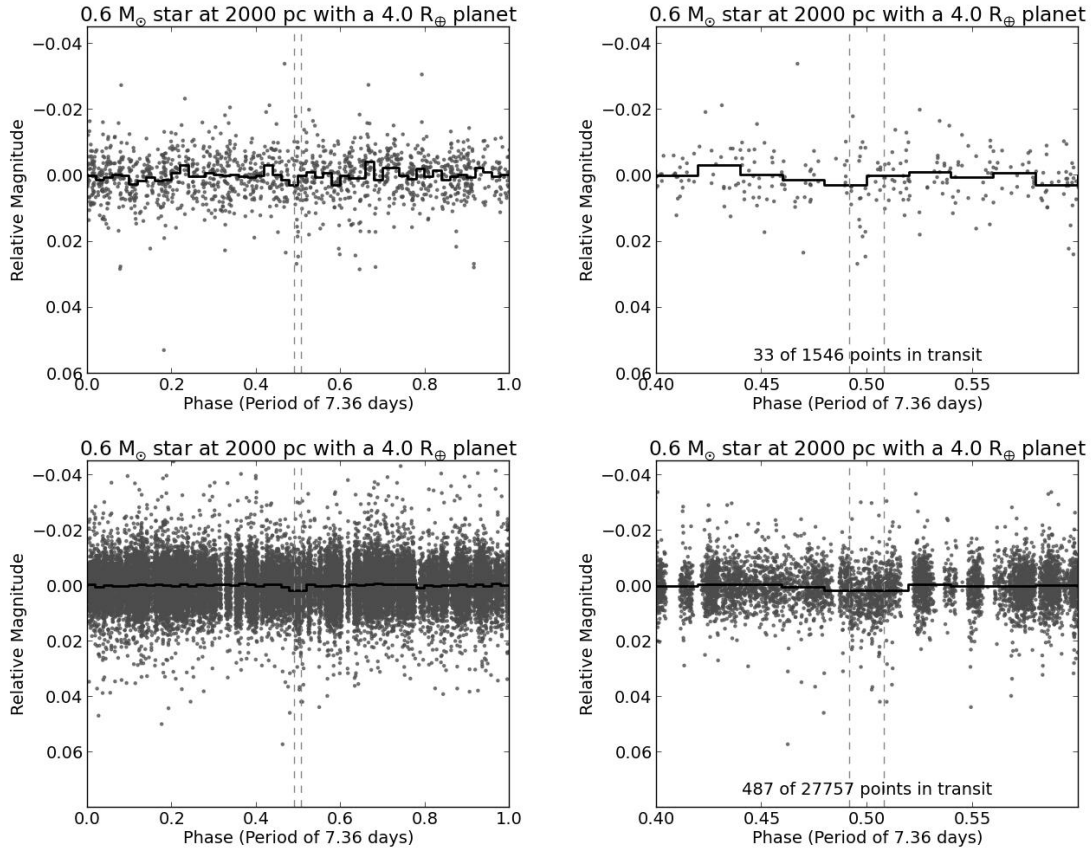 0.6 M⊙ star at 2000 pc with a 4.0 R⊕ planet
−0.04
−0.02
0.00
0.02
0.04
0.06
Relative Magnitude
0.0 0.2 0.4 0.6 0.8 1.0
Phase (Period of 7.36 days)
0.6 M⊙ star at 2000 pc with a 4.0 R⊕ planet
−0.04
−0.02
0.00
0.02
0.04
0.06
Relative Magnitude
33 of 1546 points in transit
0.40 0.45 0.50 0.55
Phase (Period of 7.36 days)
0.6 M⊙ star at 2000 pc with a 4.0 R⊕ planet
−0.04
−0.02
0.00
0.02
0.04
0.06
Relative Magnitude
0.0 0.2 0.4 0.6 0.8 1.0
Phase (Period of 7.36 days)
0.6 M⊙ star at 2000 pc with a 4.0 R⊕ planet
−0.04
−0.02
0.00
0.02
0.04
0.06
Relative Magnitude
487 of 27757 points in transit
0.40 0.45 0.50 0.55
Phase (Period of 7.36 days)